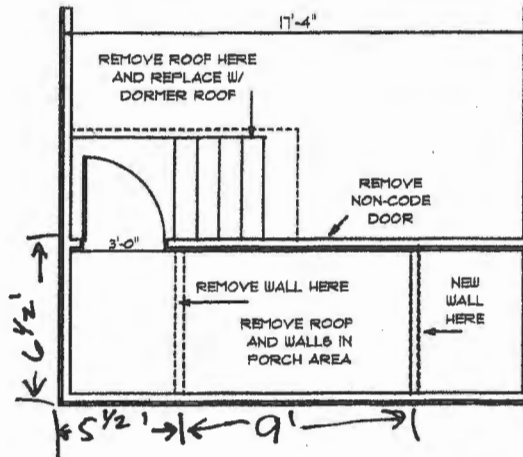 17'-4"
REMOVE ROOF HERE
AND REPLACE W/
DORMER ROOF
REMOVE
NON-CODE
DOOR
3'-0"
REMOVE WALL HERE
REMOVE ROOF
AND WALLS IN
PORCH AREA
NEW
WALL
HERE
6 1/2'
5 1/2'
9'